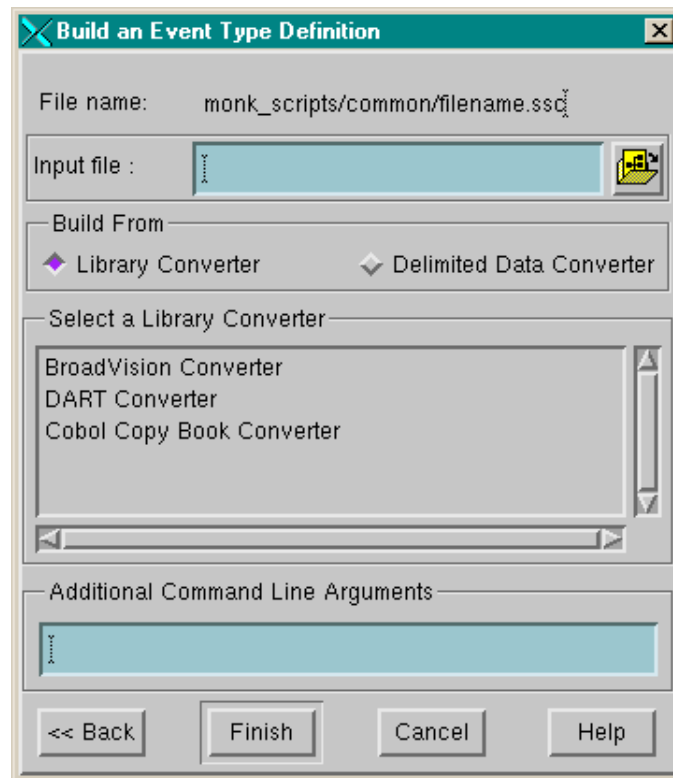 Build an Event Type Definition
File name: monk_scripts/common/filename.ssc
Input file :
Build From
Library Converter Delimited Data Converter
Select a Library Converter
BroadVision Converter
DART Converter
Cobol Copy Book Converter
Additional Command Line Arguments
<< Back Finish Cancel Help